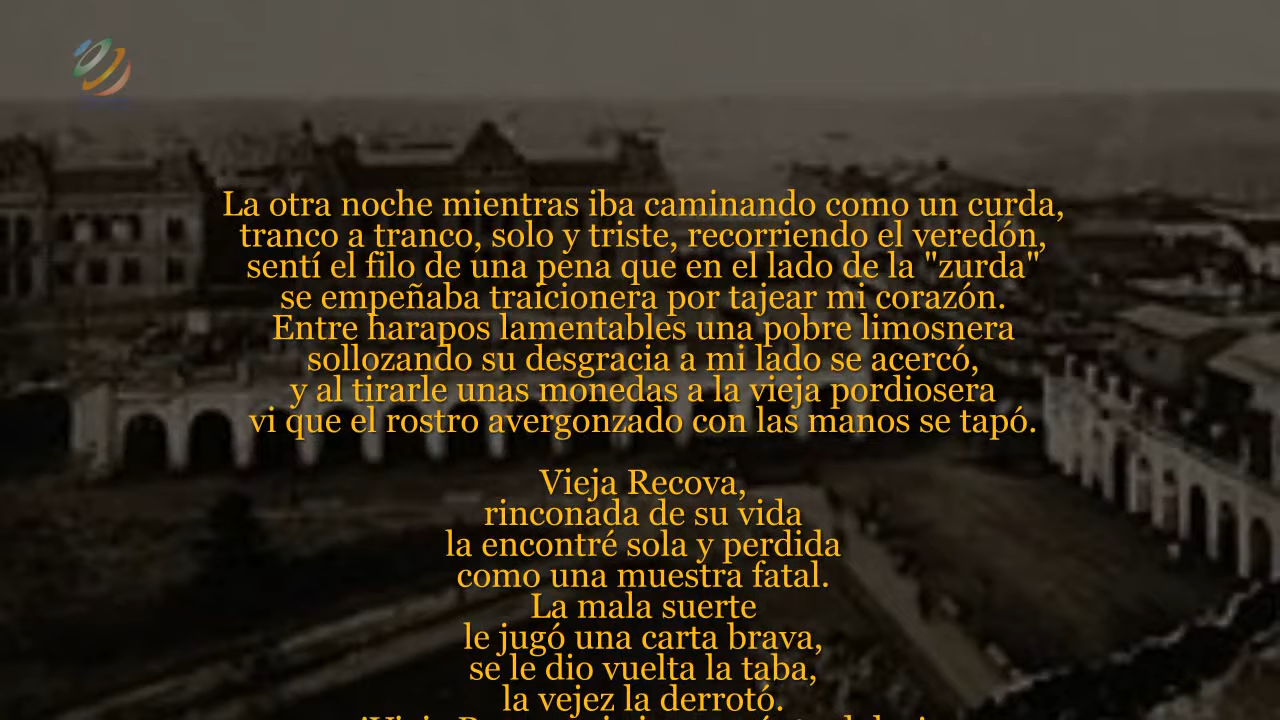 La otra noche mientras iba caminando como un curda,
tranco a tranco, solo y triste, recorriendo el veredón,
sentí el filo de una pena que en el lado de la "zurda"
se empeñaba traicionera por tajear mi corazón.
Entre harapos lamentables una pobre limosnera
sollozando su desgracia a mi lado se acercó,
y al tirarle unas monedas a la vieja pordiosera
vi que el rostro avergonzado con las manos se tapó.
Vieja Recova,
rinconada de su vida
la encontré sola y perdida
como una muestra fatal.
La mala suerte
le jugó una carta brava,
se le dio vuelta la taba,
la vejez la derrotó.